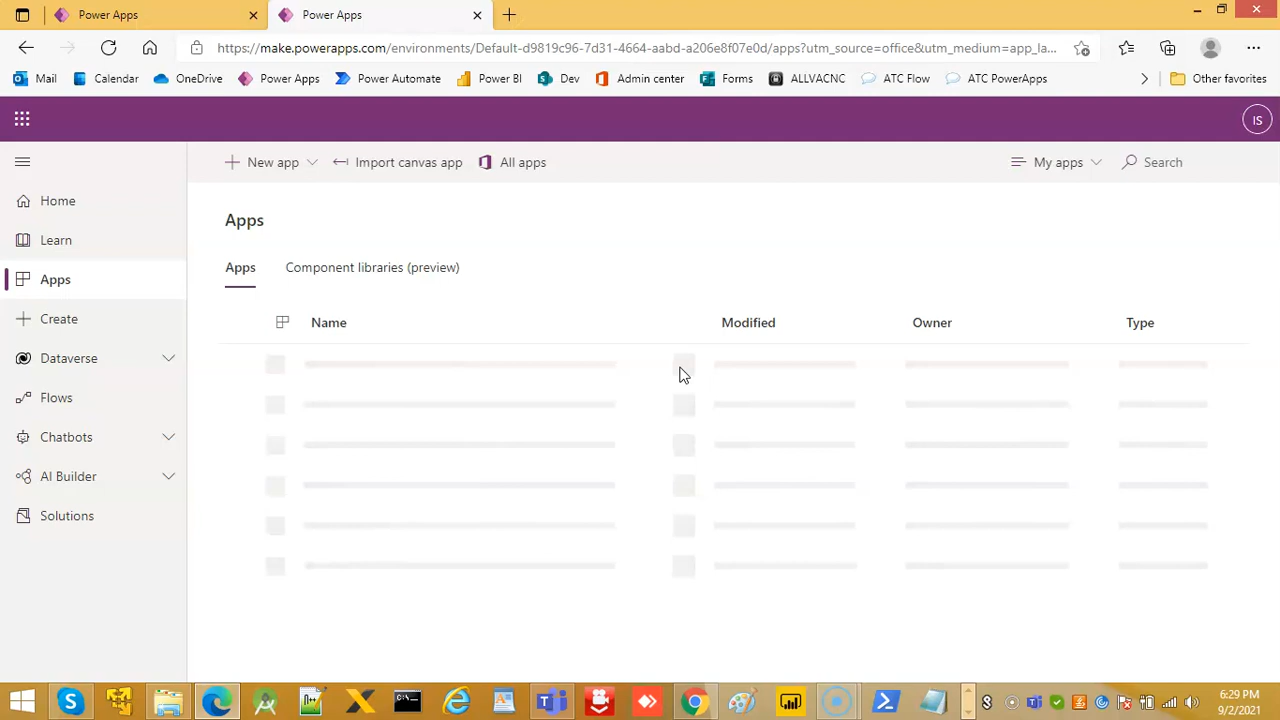 Power Apps
Power Apps
https://make.powerapps.com/environments/Default-d9819c96-7d31-4664-aabd-a206e8f07e0d/apps?utm_source=office&utm_medium=app_la...
Mail
Calendar
OneDrive
Power Apps
Power Automate
Power BI
Dev
Admin center
Forms
ALLVACNC
ATC Flow
ATC PowerApps
Other favorites
IS
New app
Import canvas app
All apps
My apps
Search
Home
Learn
Apps
Create
Dataverse
Flows
Chatbots
AI Builder
Solutions
Apps
Apps
Component libraries (preview)
Name
Modified
Owner
Type
6:29 PM
9/2/2021